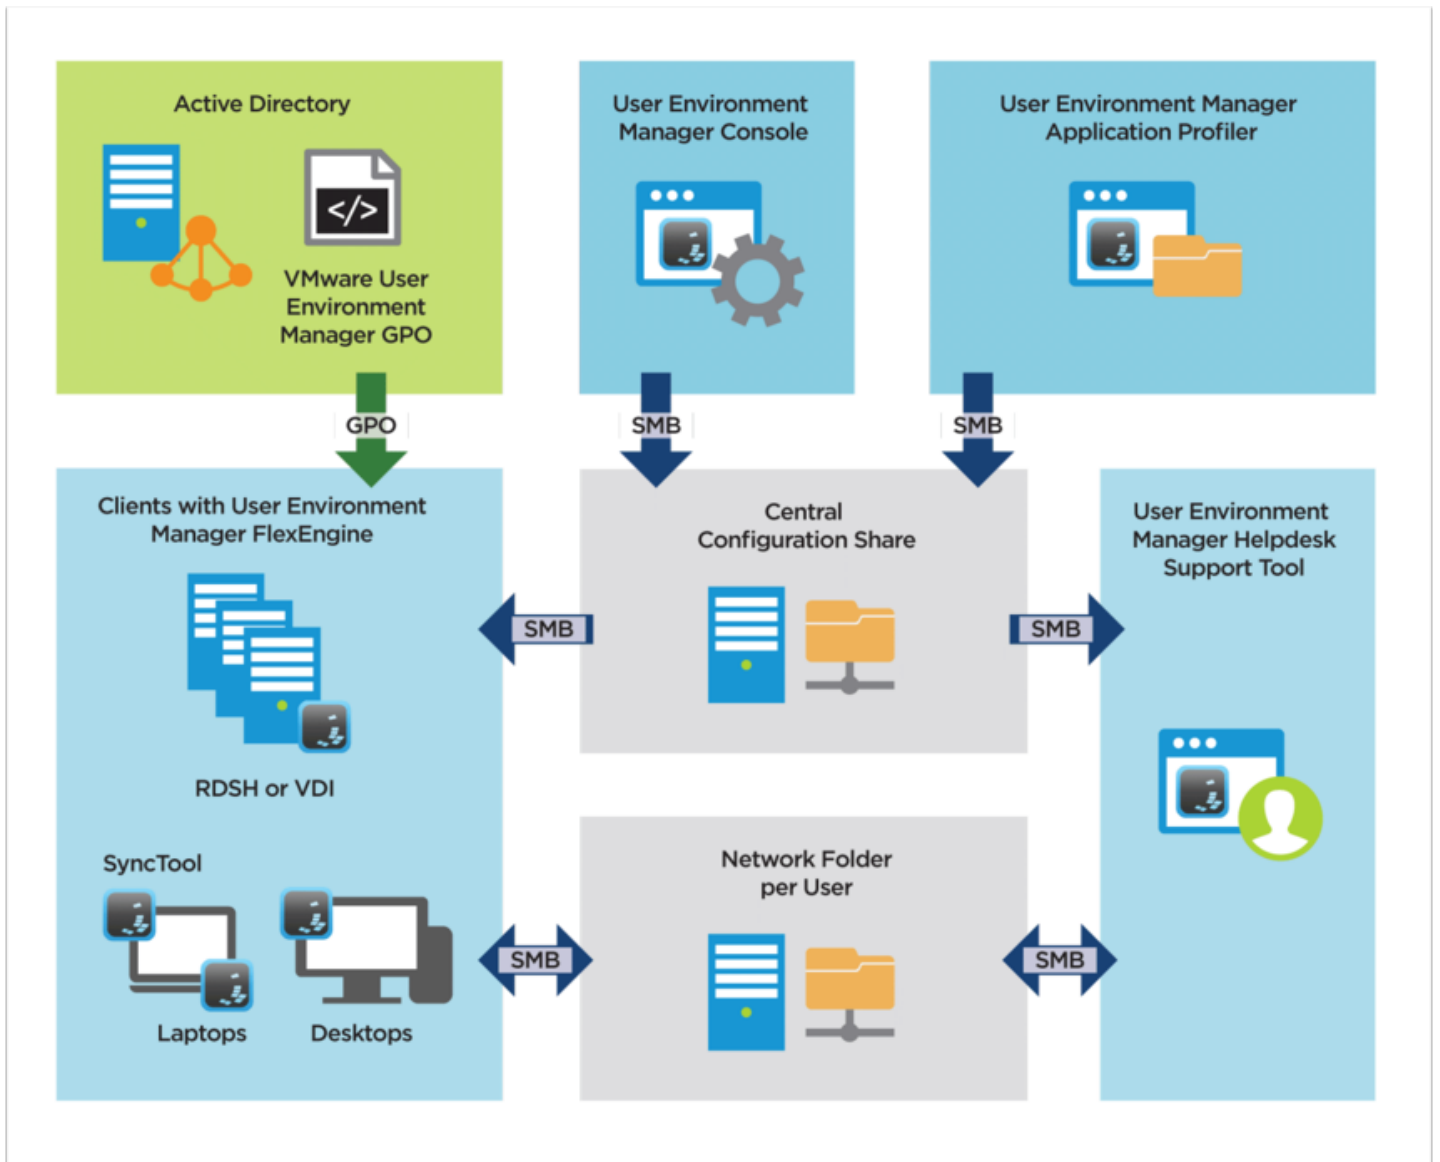 Active Directory
</>
VMware User
Environment
Manager GPO
User Environment
Manager Console
User Environment Manager
Application Profiler
GPO
SMB
SMB
Clients with User Environment
Manager FlexEngine
RDSH or VDI
SyncTool
Laptops
Desktops
SMB
Central
Configuration Share
SMB
User Environment
Manager Helpdesk
Support Tool
SMB
Network Folder
per User
SMB